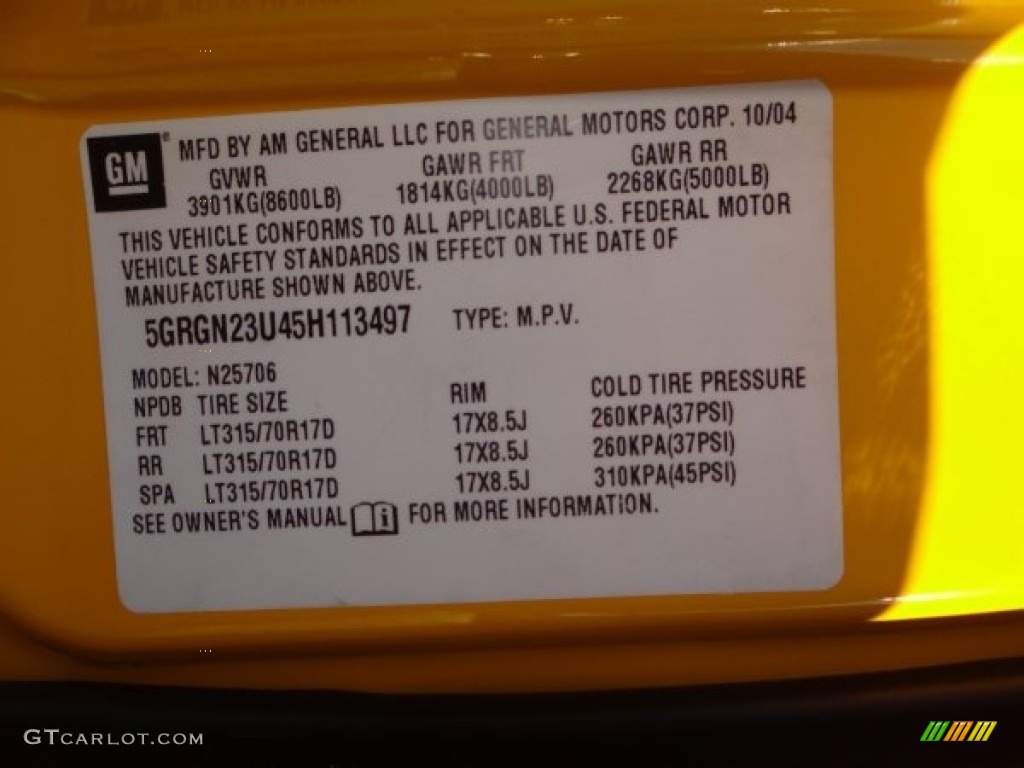 GM
MFD BY AM GENERAL LLC FOR GENERAL MOTORS CORP. 10/04
GVWR GAWR FRT GAWR RR
3901KG(8600LB) 1814KG(4000LB) 2268KG(5000LB)
THIS VEHICLE CONFORMS TO ALL APPLICABLE U.S. FEDERAL MOTOR
VEHICLE SAFETY STANDARDS IN EFFECT ON THE DATE OF
MANUFACTURE SHOWN ABOVE.
5GRGN23U45H113497 TYPE: M.P.V.
MODEL: N25706
NPDB TIRE SIZE RIM COLD TIRE PRESSURE
FRT LT315/70R17D 17X8.5J 260KPA(37PSI)
RR LT315/70R17D 17X8.5J 260KPA(37PSI)
SPA LT315/70R17D 17X8.5J 310KPA(45PSI)
SEE OWNER'S MANUAL FOR MORE INFORMATION.
GTCARLOT.COM